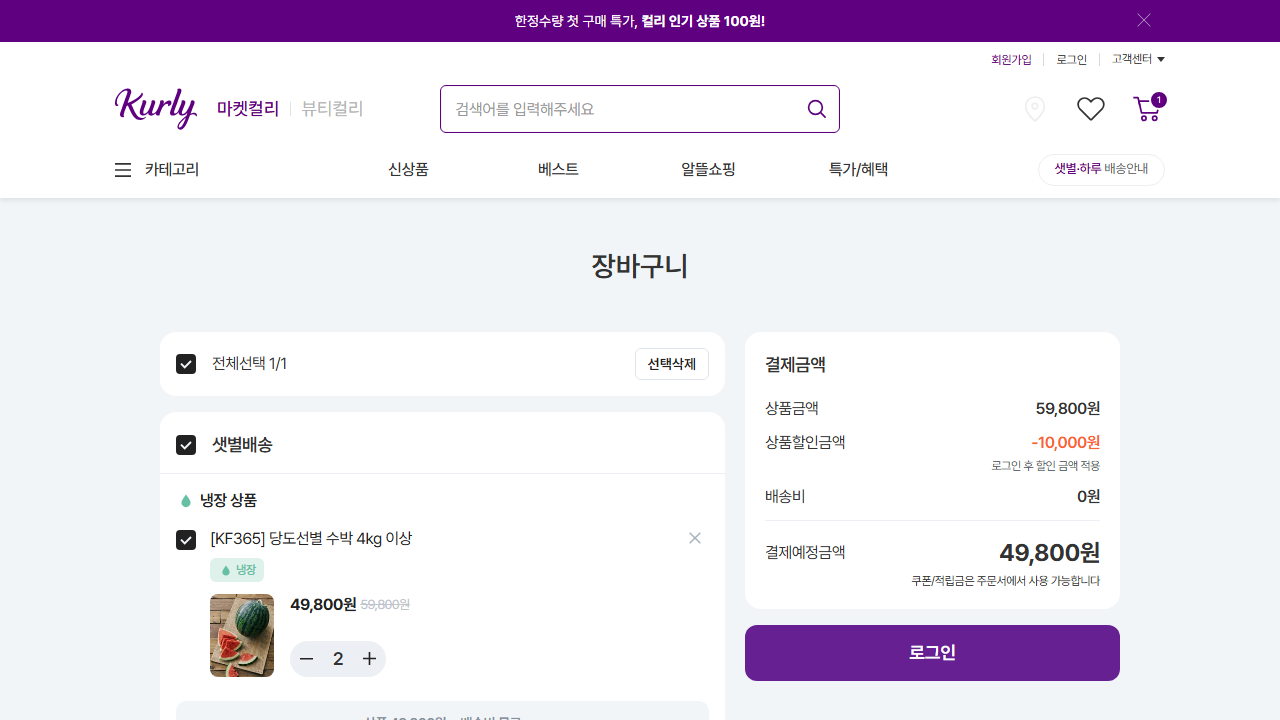 한정수량 첫 구매 특가, 컬리 인기 상품 100원!
회원가입 로그인 고객센터
Kurly 마켓컬리 뷰티컬리 검색어를 입력해주세요 1
카테고리 신상품 베스트 알뜰쇼핑 특가/혜택 샛별·하루 배송안내
장바구니
전체선택 1/1 선택삭제
샛별배송
냉장 상품
[KF365] 당도선별 수박 4kg 이상
냉장
49,800원 59,800원
2
결제금액
상품금액 59,800원
상품할인금액 -10,000원
로그인 후 할인 금액 적용
배송비 0원
결제예정금액 49,800원
쿠폰/적립금은 주문서에서 사용 가능합니다
로그인